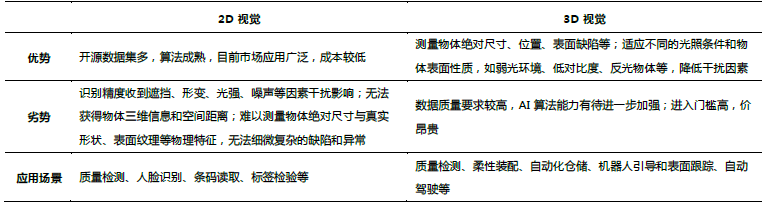 2D 视觉
3D 视觉
优势
开源数据集多，算法成熟，目前市场应用广泛，成本较低
测量物体绝对尺寸、位置、表面缺陷等；适应不同的光照条件和物
体表面性质，如弱光环境、低对比度、反光物体等，降低干扰因素
劣势
识别精度收到遮挡、形变、光强、噪声等因素干扰影响；无法
获得物体三维信息和空间距离；难以测量物体绝对尺寸与真实
形状、表面纹理等物理特征，无法细微复杂的缺陷和异常
数据质量要求较高，AI 算法能力有待进一步加强；进入门槛高，价
昂贵
应用场景
质量检测、人脸识别、条码读取、标签检验等
质量检测、柔性装配、自动化仓储、机器人引导和表面跟踪、自动
驾驶等